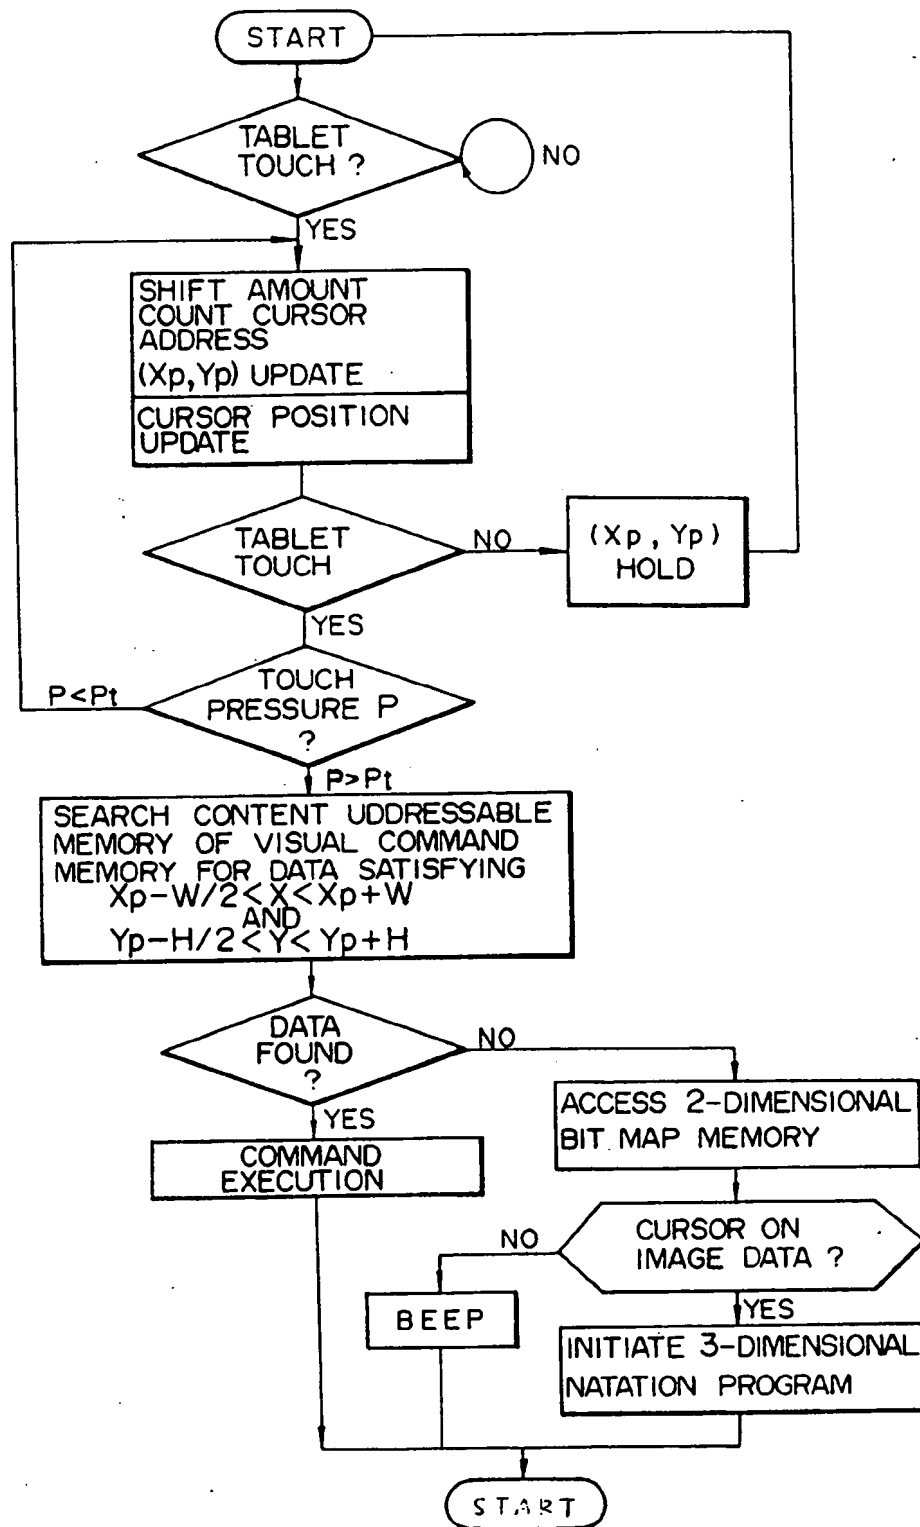 START
TABLET
TOUCH ?
NO
YES
SHIFT AMOUNT
COUNT CURSOR
ADDRESS
(Xp,Yp) UPDATE
CURSOR POSITION
UPDATE
TABLET
TOUCH
NO
(Xp, Yp)
HOLD
YES
TOUCH
PRESSURE P
?
P<Pt
P>Pt
SEARCH CONTENT UDDRESSABLE
MEMORY OF VISUAL COMMAND
MEMORY FOR DATA SATISFYING
Xp-W/2<X<Xp+W
AND
Yp-H/2<Y<Yp+H
DATA
FOUND
?
NO
YES
COMMAND
EXECUTION
ACCESS 2-DIMENSIONAL
BIT MAP MEMORY
CURSOR ON
IMAGE DATA ?
NO
BEEP
YES
INITIATE 3-DIMENSIONAL
NATATION PROGRAM
START